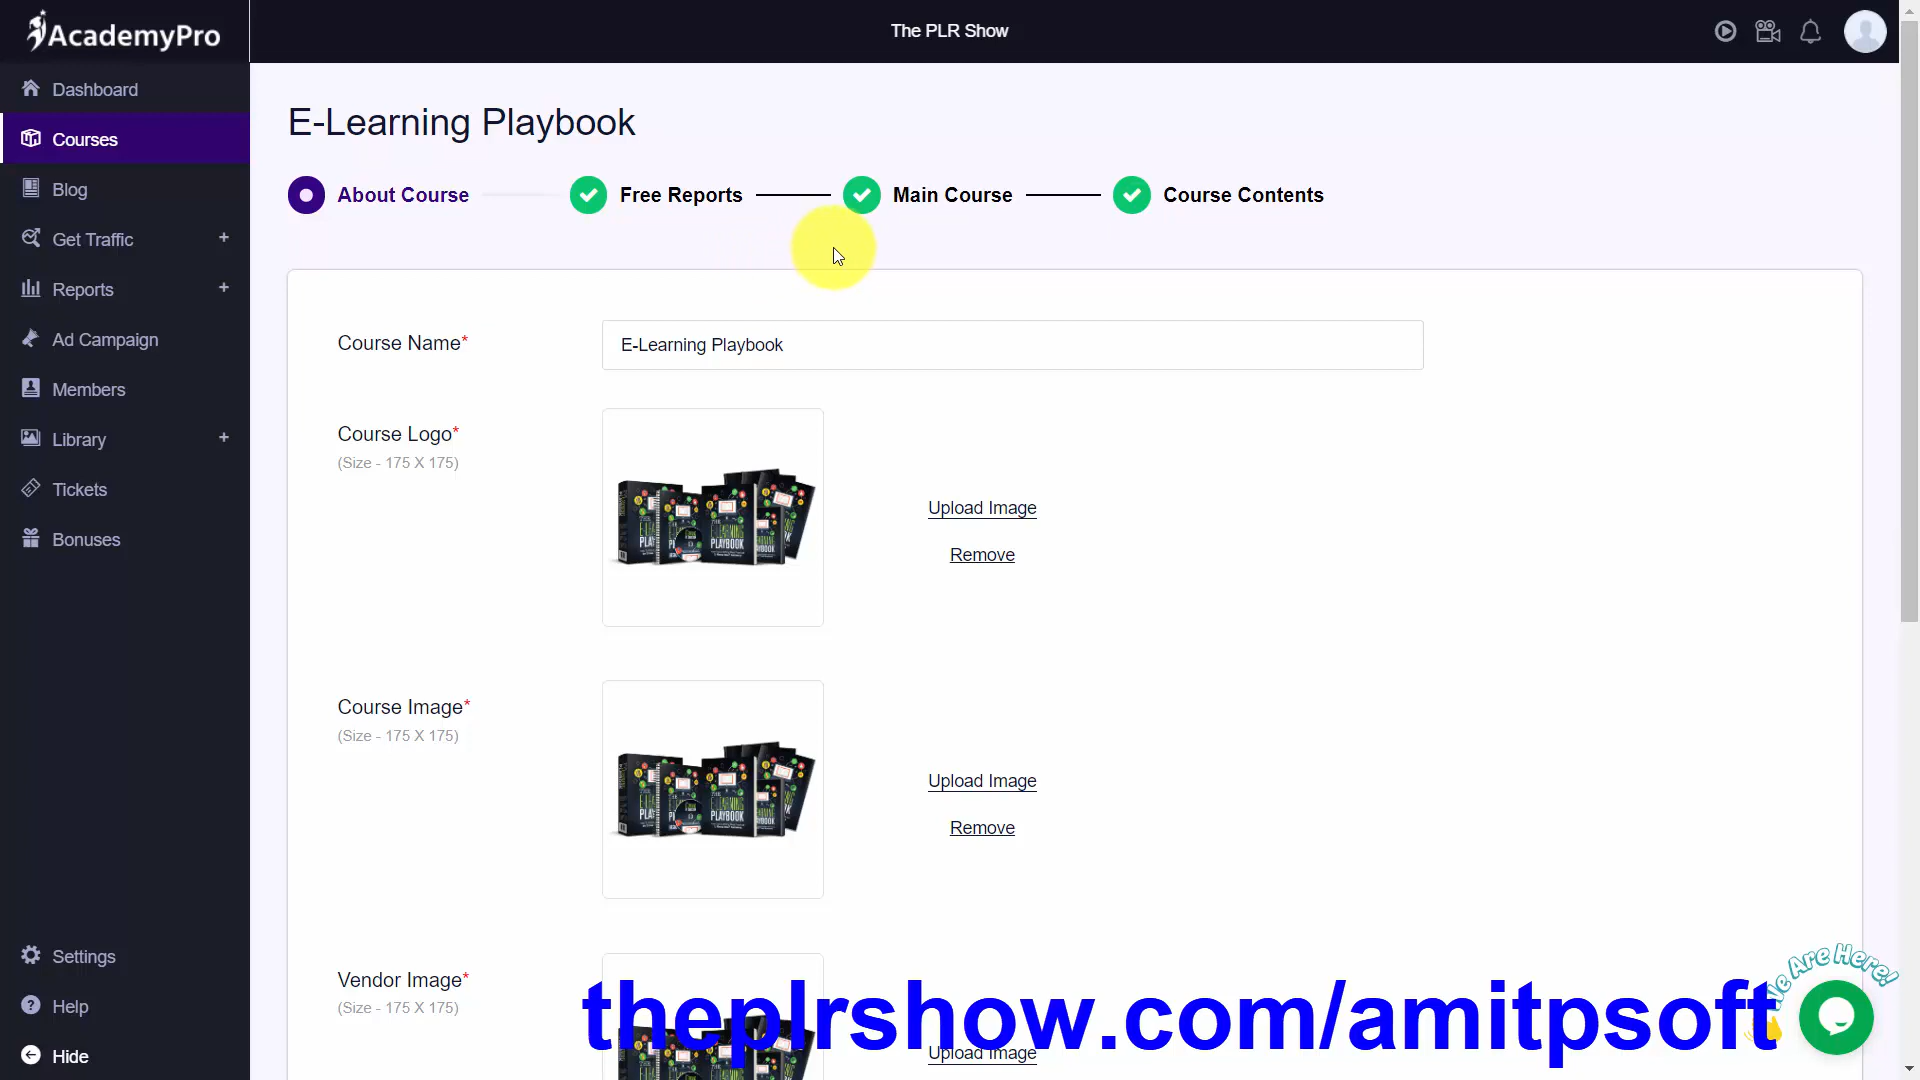 AcademyPro
The PLR Show
Dashboard
Courses
Blog
Get Traffic +
Reports +
Ad Campaign
Members
Library +
Tickets
Bonuses
Settings
Help
Hide
E-Learning Playbook
About Course
Free Reports
Main Course
Course Contents
Course Name*
E-Learning Playbook
Course Logo*
(Size - 175 X 175)
PLAYBOOK
Upload Image
Remove
Course Image*
(Size - 175 X 175)
PLAYBOOK
Upload Image
Remove
Vendor Image*
(Size - 175 X 175)
Upload Image
theplrshow.com/amitpsoft
We Are Here!